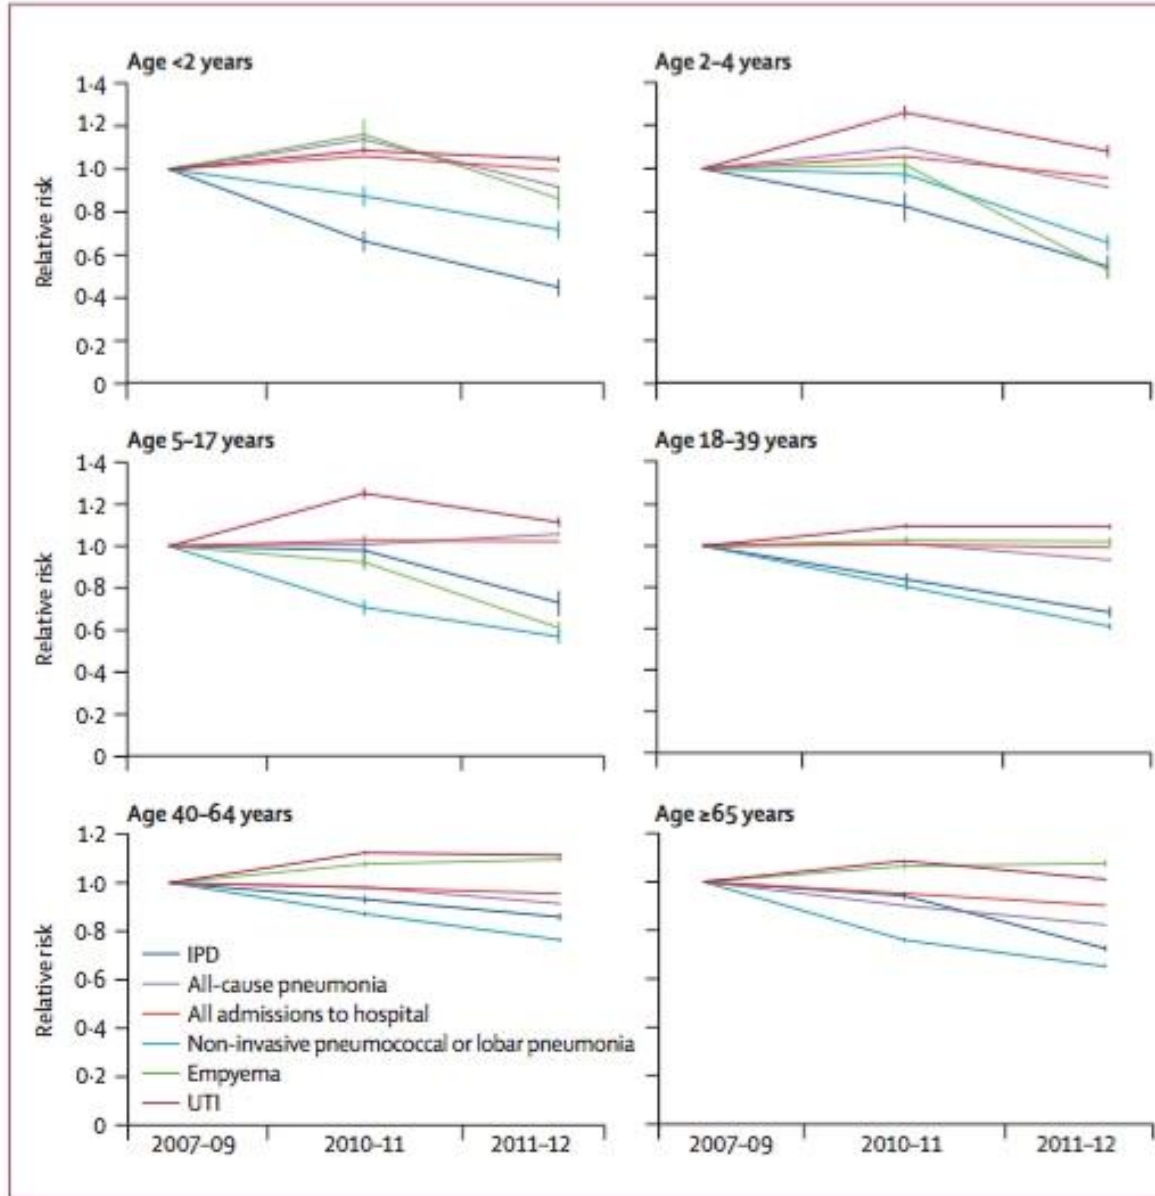 Age <2 years
1·4
1·2
1·0
0·8
0·6
0·4
0·2
0
Relative risk
Age 2–4 years
Age 5–17 years
1·4
1·2
1·0
0·8
0·6
0·4
0·2
0
Relative risk
Age 18–39 years
Age 40–64 years
1·2
1·0
0·8
0·6
0·4
0·2
0
Relative risk
IPD
All-cause pneumonia
All admissions to hospital
Non-invasive pneumococcal or lobar pneumonia
Empyema
UTI
2007–09 2010–11 2011–12
Age ≥65 years
2007–09 2010–11 2011–12